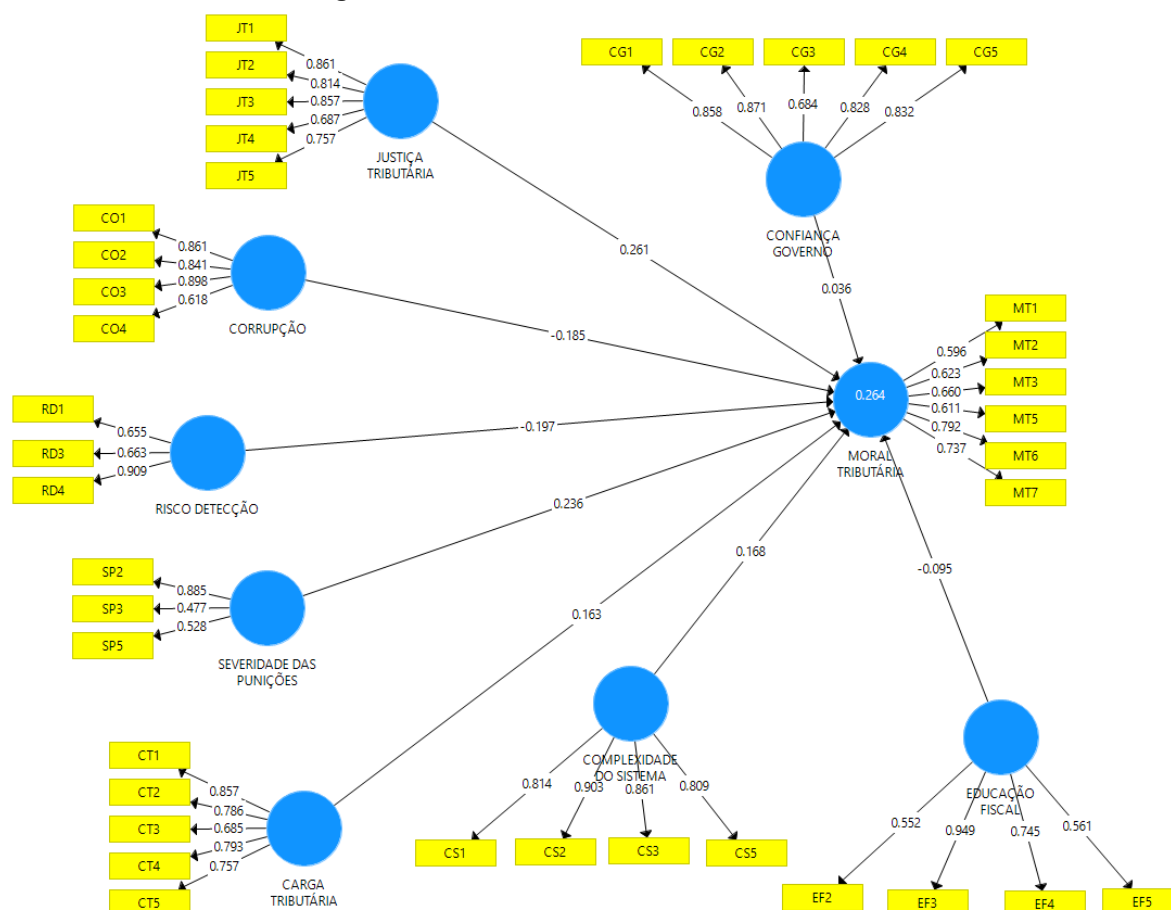 JT1
JT2
JT3
JT4
JT5
0.861
0.814
0.857
0.687
0.757
JUSTIÇA
TRIBUTÁRIA
CG1
CG2
CG3
CG4
CG5
0.858
0.871
0.684
0.828
0.832
CONFIANÇA
GOVERNO
0.261
0.036
CO1
CO2
CO3
CO4
0.861
0.841
0.898
0.618
CORRUPÇÃO
-0.185
MT1
MT2
MT3
MT5
MT6
MT7
0.596
0.623
0.660
0.611
0.792
0.737
0.264
MORAL
TRIBUTÁRIA
RD1
RD3
RD4
0.655
0.663
0.909
RISCO DETECÇÃO
-0.197
SP2
SP3
SP5
0.885
0.477
0.528
SEVERIDADE DAS
PUNIÇÕES
0.236
0.163
0.168
-0.095
CT1
CT2
CT3
CT4
CT5
0.857
0.786
0.685
0.793
0.757
CARGA
TRIBUTÁRIA
COMPLEXIDADE
DO SISTEMA
0.814
0.903
0.861
0.809
CS1
CS2
CS3
CS5
EDUCAÇÃO
FISCAL
0.552
0.949
0.745
0.561
EF2
EF3
EF4
EF5